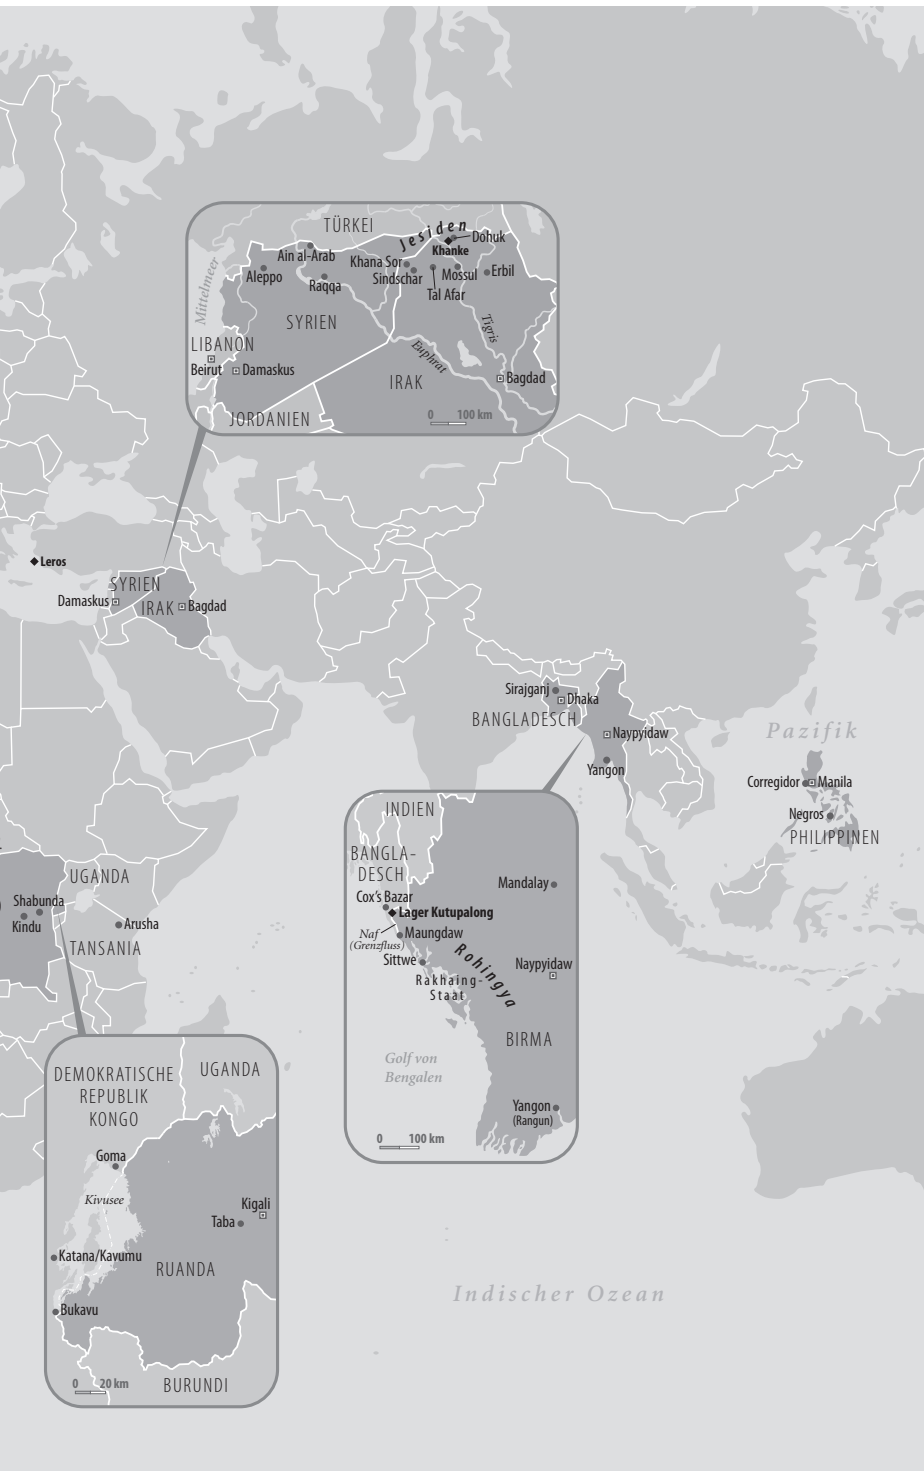 TÜRKEI
Jesiden
Dohuk
Khanke
Ain al-Arab
Khana Sor
Aleppo
Sindschar
Mossul
Erbil
Raqqa
Tal Afar
Mittelmeer
SYRIEN
Tigris
LIBANON
Euphrat
Beirut
Damaskus
IRAK
Bagdad
JORDANIEN
0 100 km
Leros
SYRIEN
Damaskus
IRAK
Bagdad
Sirajganj
Dhaka
BANGLADESCH
Naypyidaw
Yangon
Pazifik
Corregidor
Manila
Negros
PHILIPPINEN
INDIEN
BANGLA-
DESCH
Mandalay
Cox's Bazar
Lager Kutupalong
Naf
(Grenzfluss)
Maungdaw
Sittwe
Rohingya
Naypyidaw
Rakhaing-
Staat
BIRMA
Golf von
Bengalen
Yangon
(Rangun)
0 100 km
UGANDA
Shabunda
Kindu
Arusha
TANSANIA
DEMOKRATISCHE
REPUBLIK
KONGO
UGANDA
Goma
Kivusee
Kigali
Taba
Katana/Kavumu
RUANDA
Bukavu
0 20 km
BURUNDI
Indischer Ozean